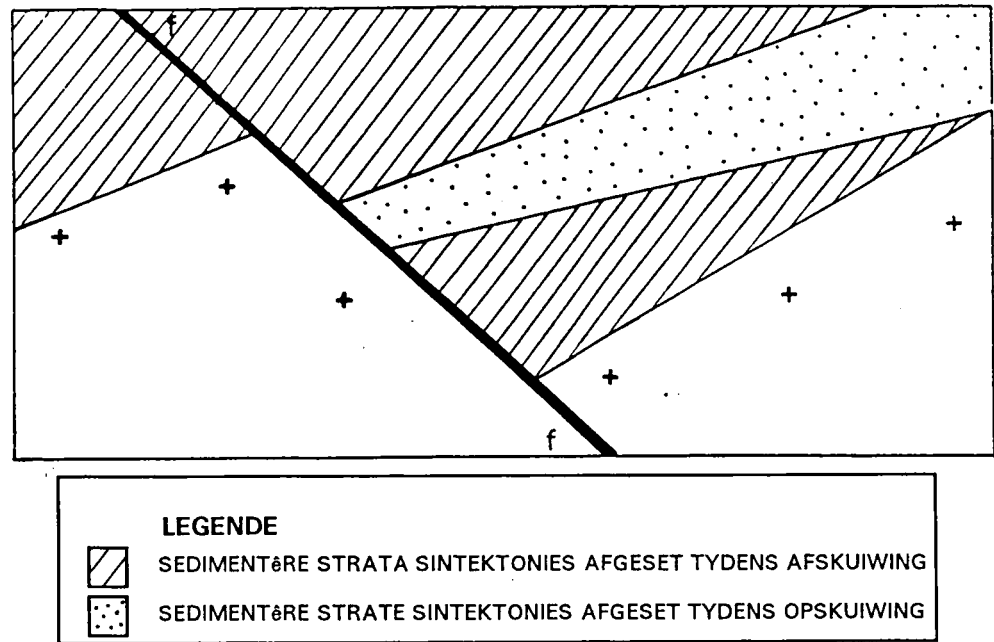 f
f
LEGENDE
SEDIMENTêRE STRATA SINTEKTONIES AFGESET TYDENS AFSKUIWING
SEDIMENTêRE STRATE SINTEKTONIES AFGESET TYDENS OPSKUIWING